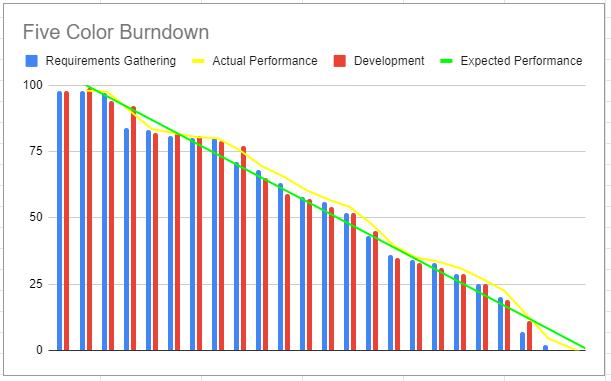 Five Color Burndown
Requirements Gathering Actual Performance Development Expected Performance
100
75
50
25
0